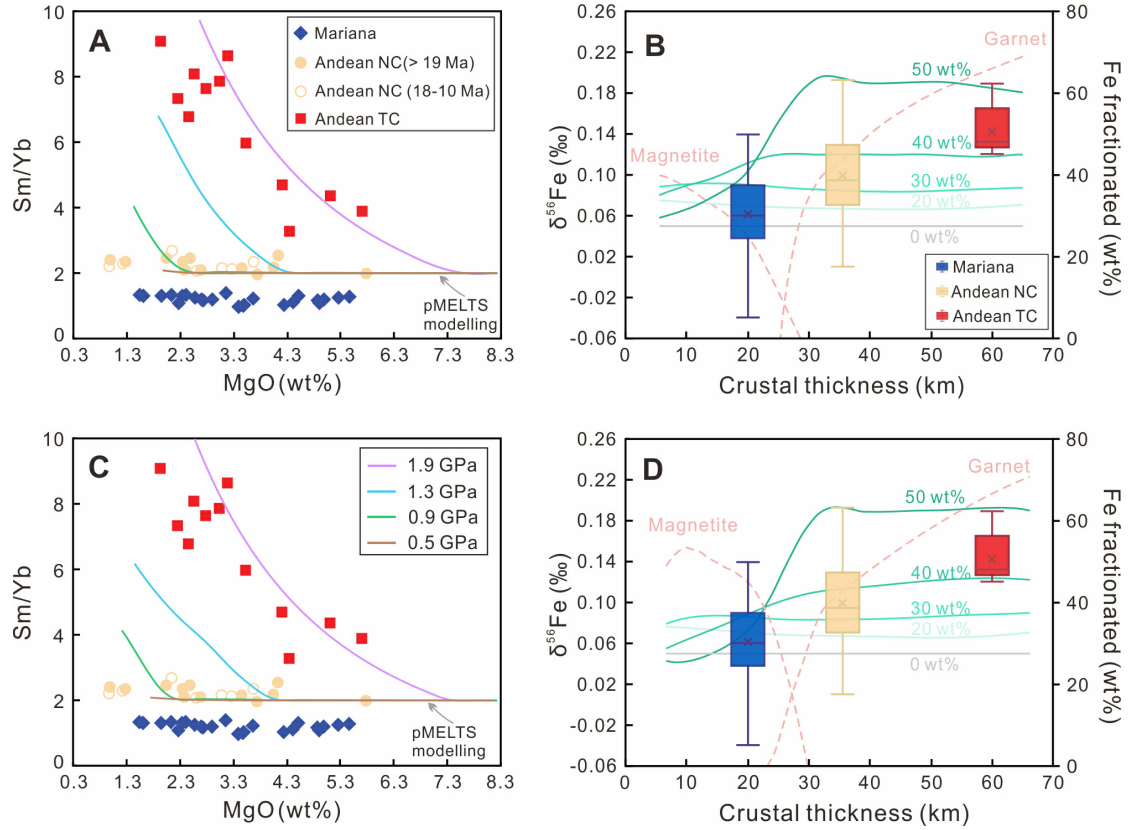 A
Mariana
Andean NC(> 19 Ma)
Andean NC (18-10 Ma)
Andean TC
Sm/Yb
10
8
6
4
2
0
pMELTS
modelling
0.3 1.3 2.3 3.3 4.3 5.3 6.3 7.3 8.3
MgO (wt%)
B
δ⁵⁶Fe (‰)
0.26
0.22
0.18
0.14
0.10
0.06
0.02
-0.02
-0.06
Magnetite
Garnet
50 wt%
40 wt%
30 wt%
20 wt%
0 wt%
Mariana
Andean NC
Andean TC
80
60
40
20
0
Fe fractionated (wt%)
0 10 20 30 40 50 60 70
Crustal thickness (km)
C
1.9 GPa
1.3 GPa
0.9 GPa
0.5 GPa
Sm/Yb
10
8
6
4
2
0
pMELTS
modelling
0.3 1.3 2.3 3.3 4.3 5.3 6.3 7.3 8.3
MgO (wt%)
D
δ⁵⁶Fe (‰)
0.26
0.22
0.18
0.14
0.10
0.06
0.02
-0.02
-0.06
Magnetite
Garnet
50 wt%
40 wt%
30 wt%
20 wt%
0 wt%
80
60
40
20
0
Fe fractionated (wt%)
0 10 20 30 40 50 60 70
Crustal thickness (km)